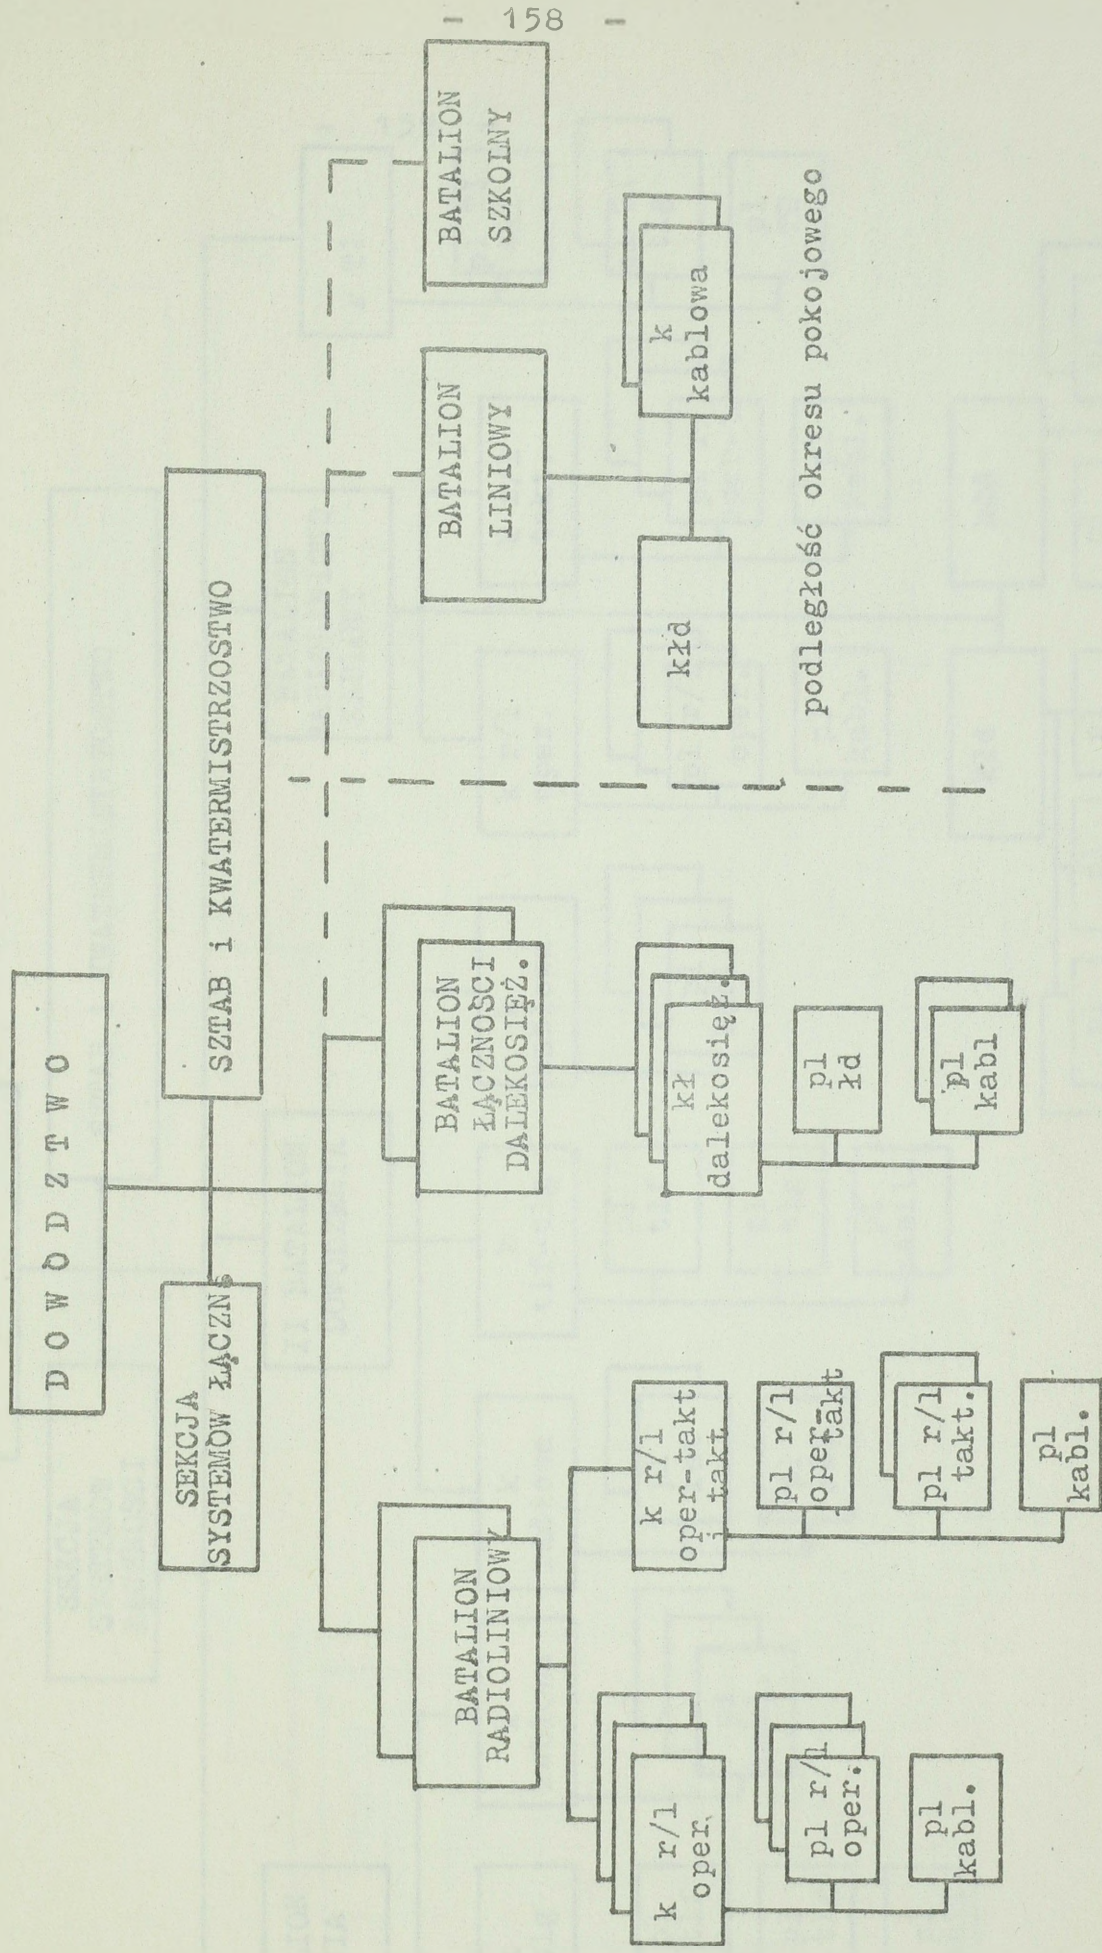 - 158 -
DOWÓDZTWO
SEKCJA
SYSTEMÓW ŁĄCZN.
SZTAB i KWATERMISTRZOSTWO
BATALION
RADIOLINIOWY
BATALION
ŁĄCZNOŚCI
DALEKOSIĘŻ.
BATALION
LINIOWY
BATALION
SZKOLNY
k r/l
oper.
pl r/l
oper.
pl
kabl.
k r/l
oper-takt
i takt
pl r/l
oper-
takt
pl r/l
takt.
pl
kabl.
kł
dalekosięż.
pl
łd
pl
kabl
kłd
k
kablowa
podległość okresu pokojowego